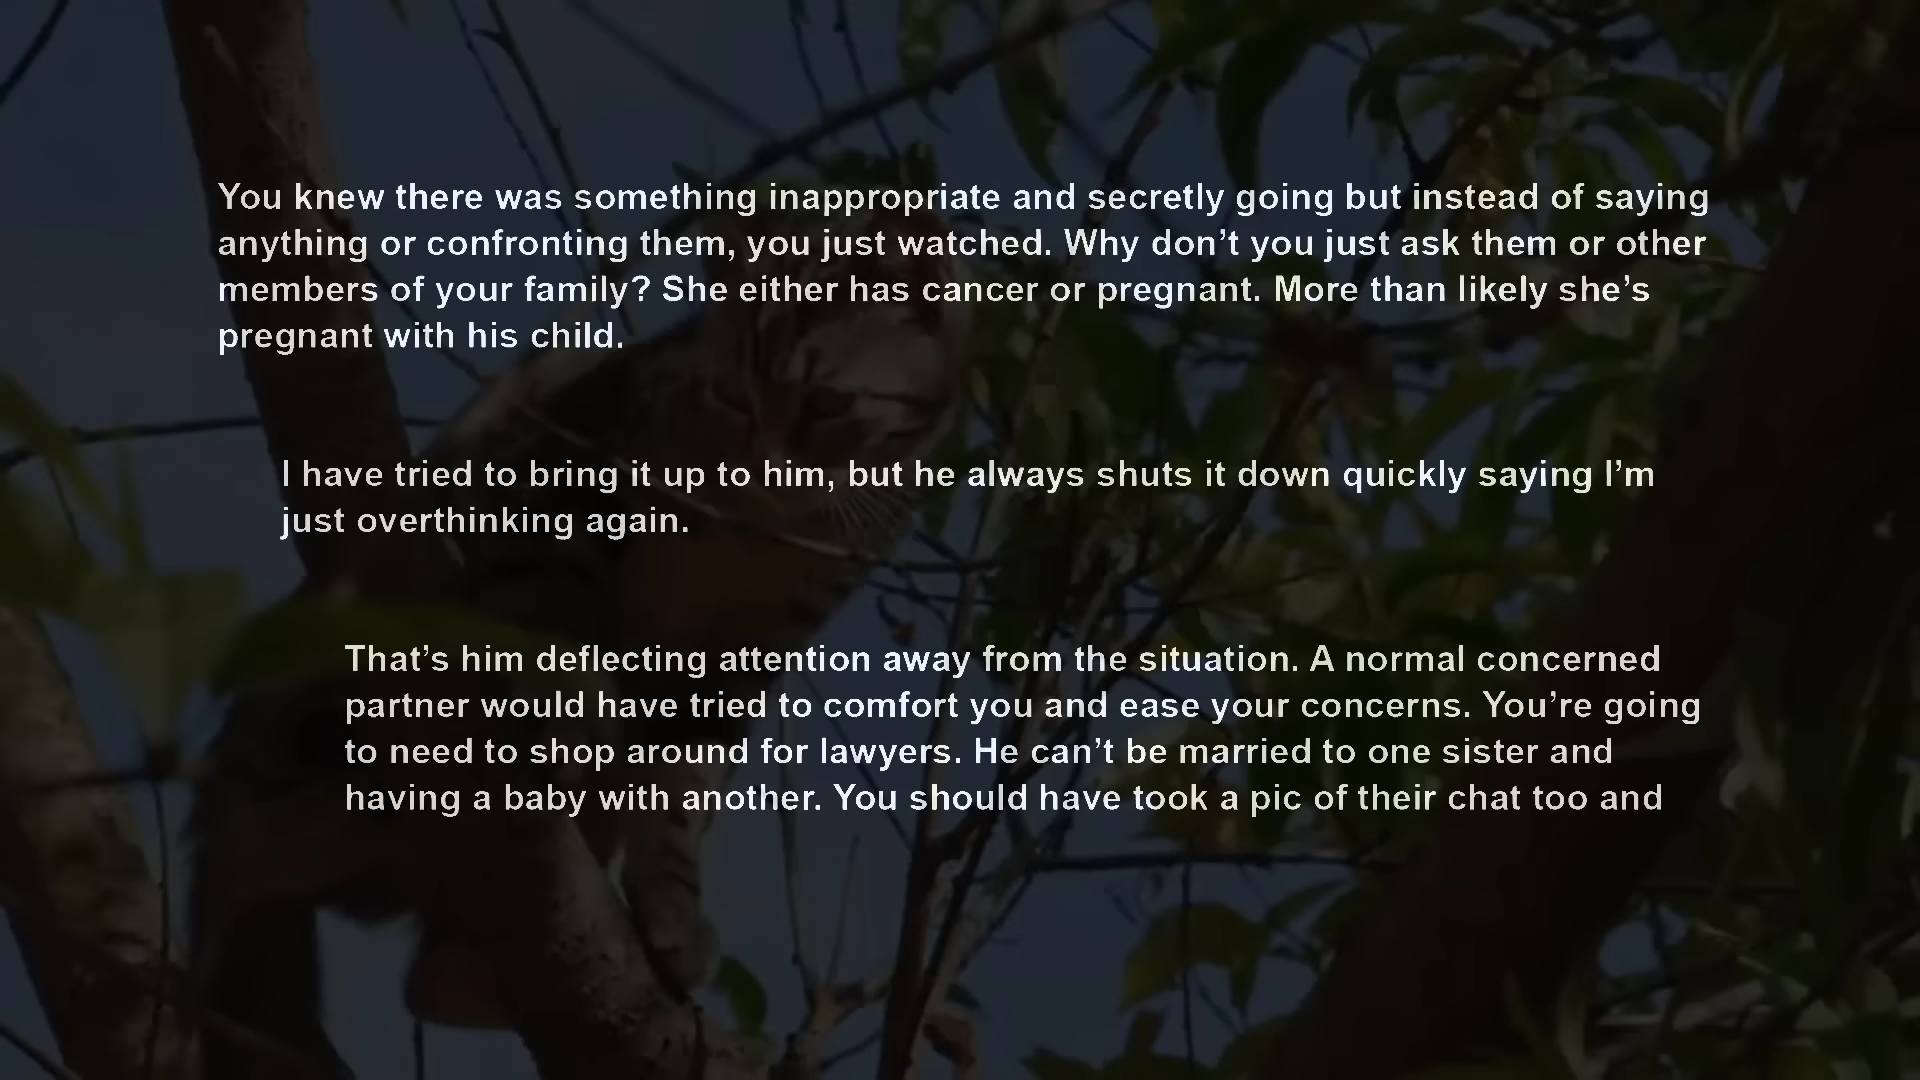 You knew there was something inappropriate and secretly going but instead of saying
anything or confronting them, you just watched. Why don’t you just ask them or other
members of your family? She either has cancer or pregnant. More than likely she’s
pregnant with his child.
I have tried to bring it up to him, but he always shuts it down quickly saying I’m
just overthinking again.
That’s him deflecting attention away from the situation. A normal concerned
partner would have tried to comfort you and ease your concerns. You’re going
to need to shop around for lawyers. He can’t be married to one sister and
having a baby with another. You should have took a pic of their chat too and